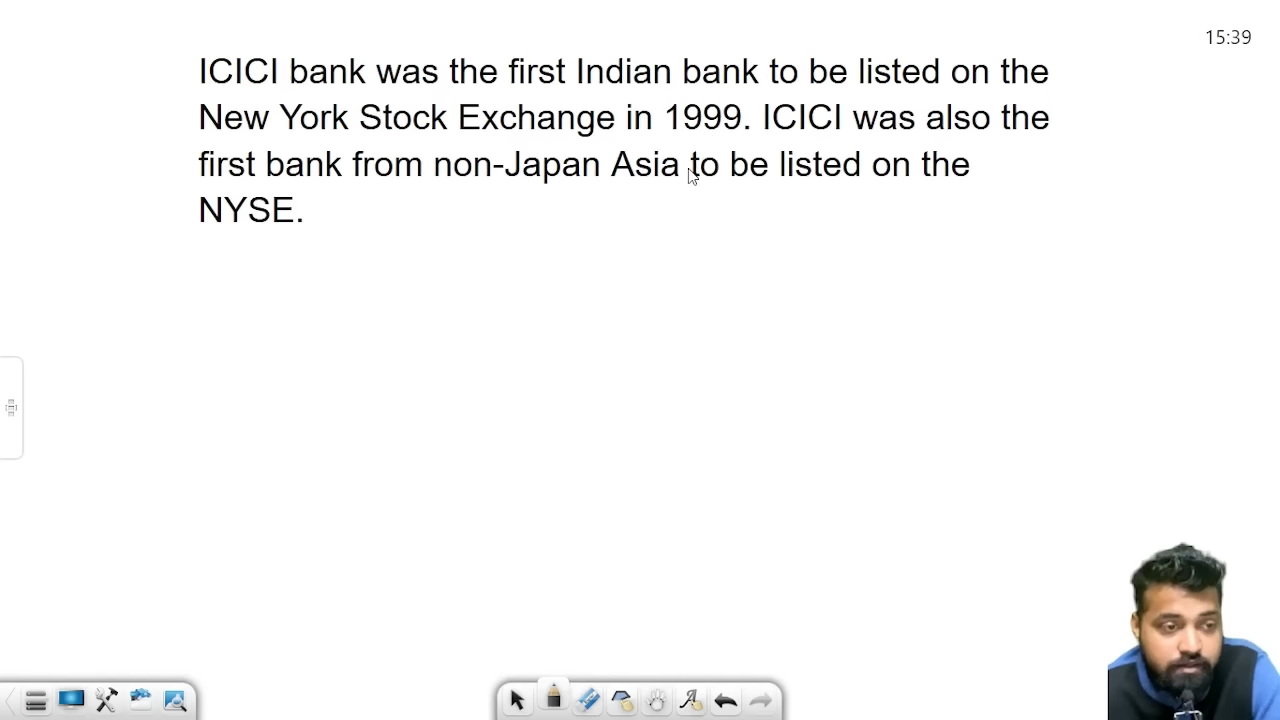 15:39
ICICI bank was the first Indian bank to be listed on the
New York Stock Exchange in 1999. ICICI was also the
first bank from non-Japan Asia to be listed on the
NYSE.